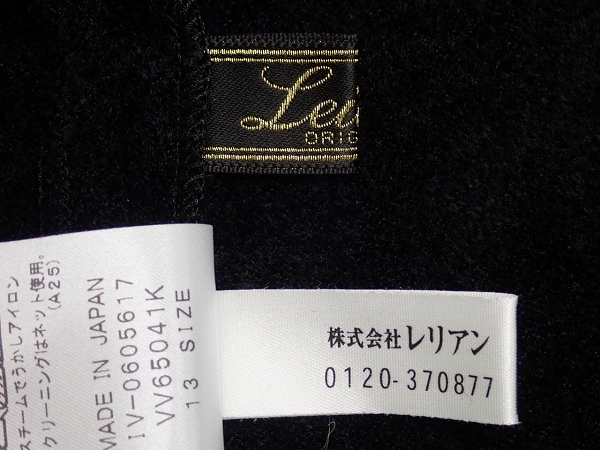 ORIG
株式会社 レリアン
0120-370877
スチームでうかしアイロン
クリーニングはネット使用。
(A25)
MADE IN JAPAN
IV-0605617
VV65041K
13 SIZE